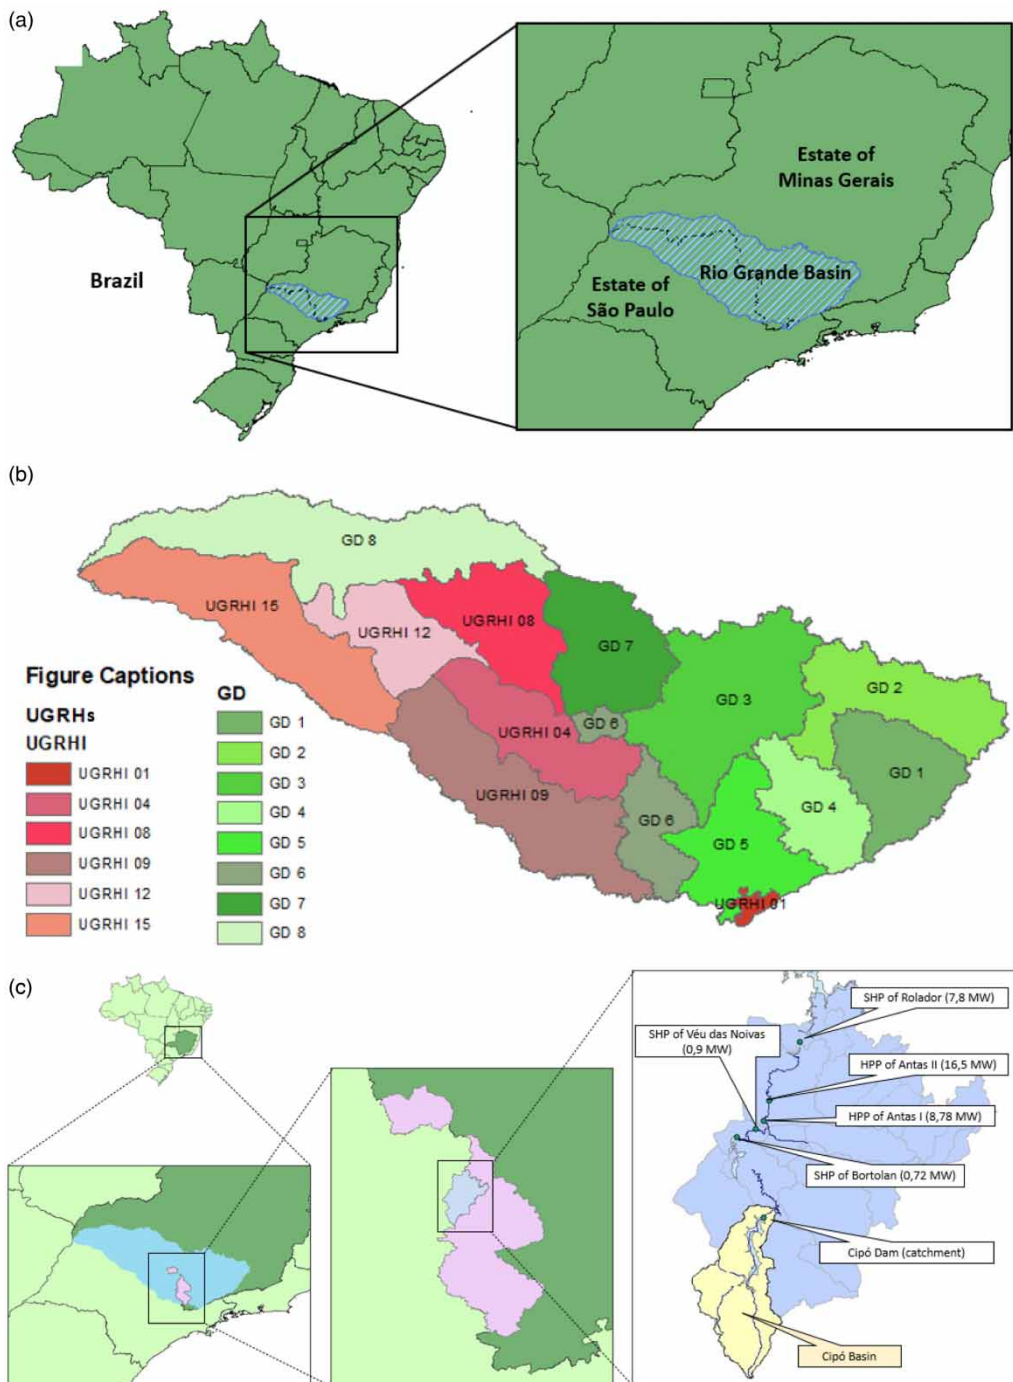 (a)
Brazil
Estate of
Minas Gerais
Rio Grande Basin
Estate of
São Paulo
(b)
GD 8
UGRHI 15
UGRHI 12
UGRHI 08
GD 7
GD 3
GD 2
GD 6
UGRHI 04
GD 1
UGRHI 09
GD 6
GD 4
GD 5
UGRHI 01
Figure Captions
UGRHs
UGRHI
UGRHI 01
UGRHI 04
UGRHI 08
UGRHI 09
UGRHI 12
UGRHI 15
GD
GD 1
GD 2
GD 3
GD 4
GD 5
GD 6
GD 7
GD 8
(c)
SHP of Rolador (7,8 MW)
SHP of Véu das Noivas
(0,9 MW)
HPP of Antas II (16,5 MW)
HPP of Antas I (8,78 MW)
SHP of Bortolan (0,72 MW)
Cipó Dam (catchment)
Cipó Basin